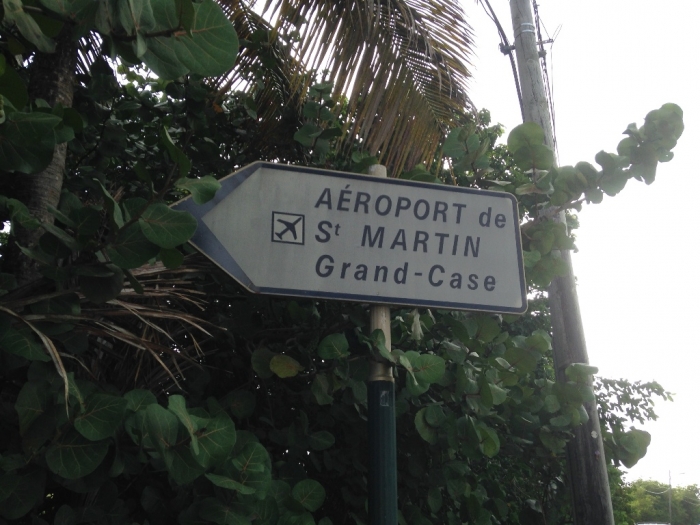 AÉROPORT de
St MARTIN
Grand-Case